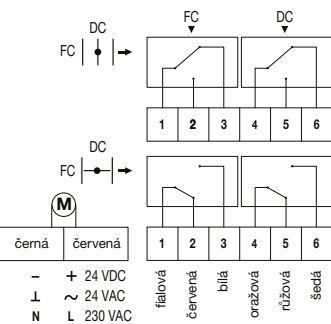 FC DC
DC
FC
1 2 3 4 5 6
DC
FC
M
černá červená
1 2 3 4 5 6
– + 24 VDC
⊥ ~ 24 VAC
N L 230 VAC
fialová
červená
bílá
oražová
růžová
šedá